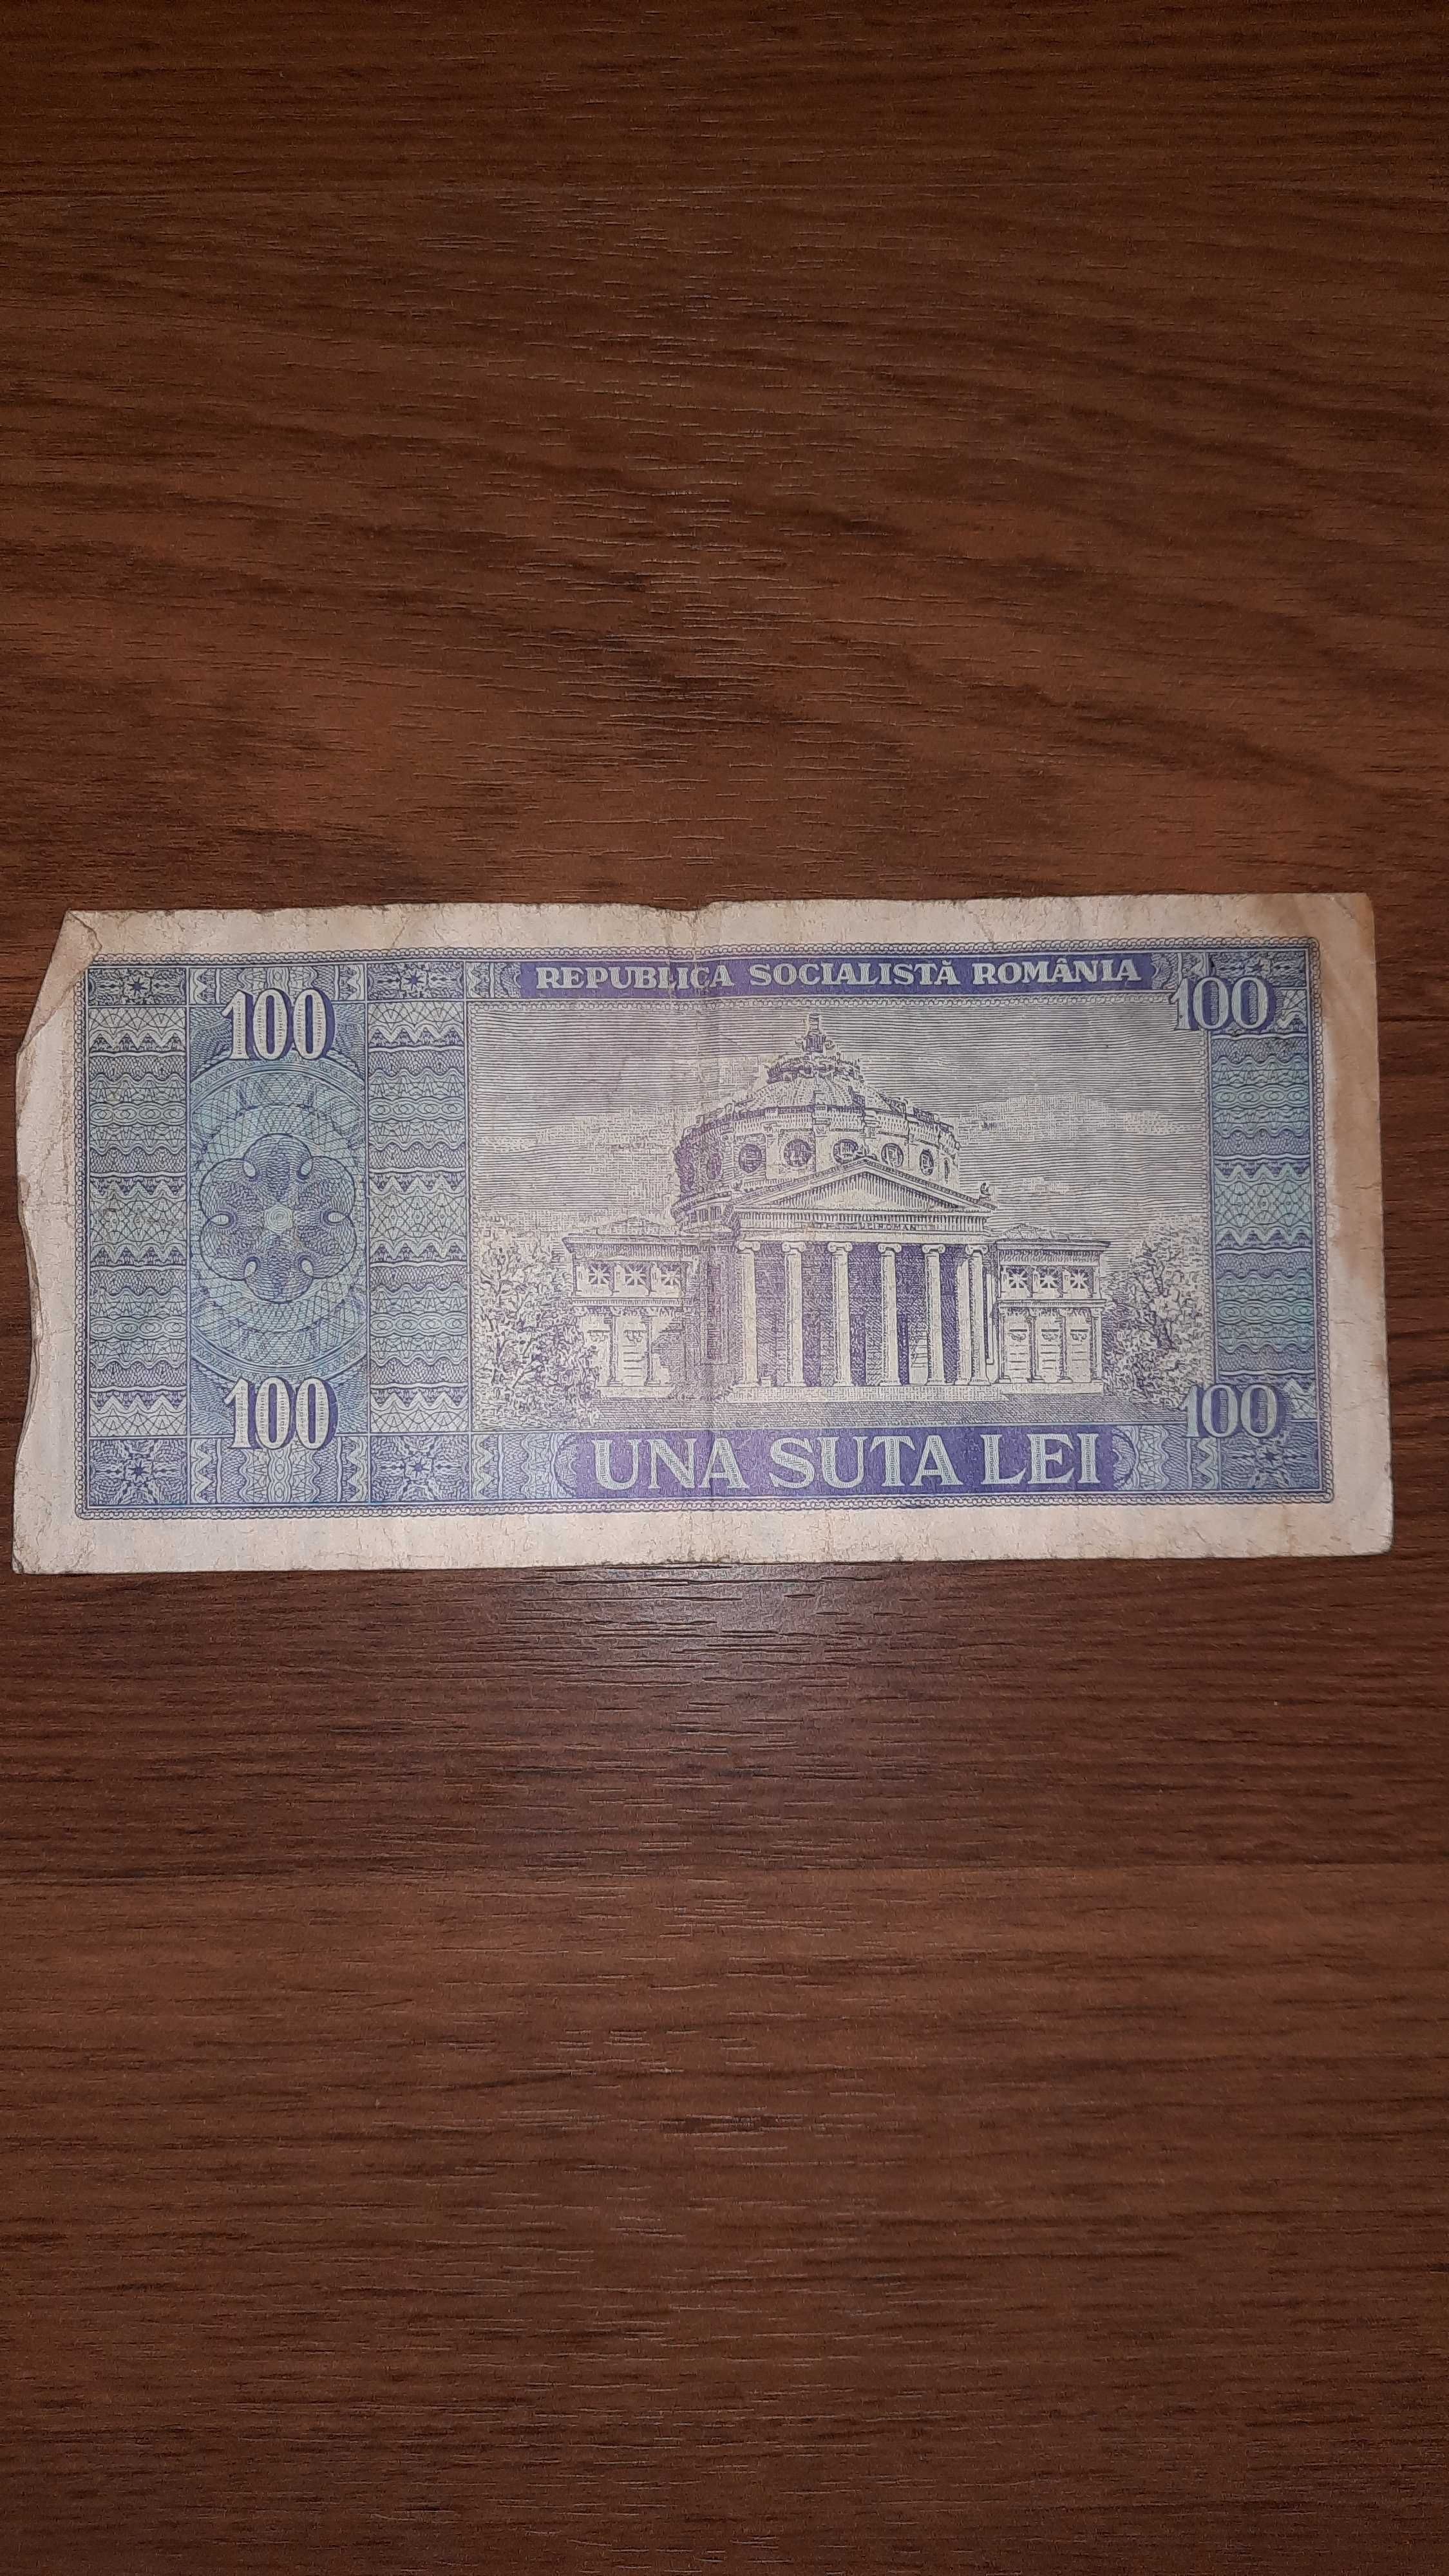 REPUBLICA SOCIALISTĂ ROMÂNIA
100
100
100
100
UNA SUTA LEI